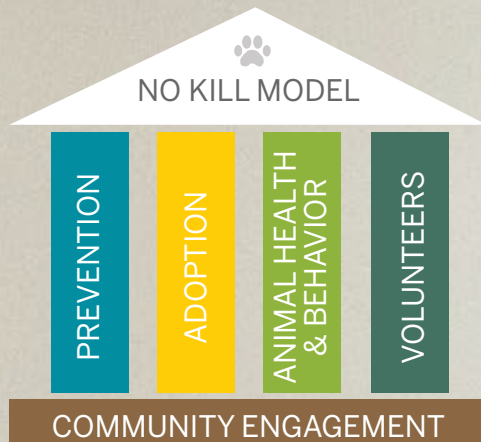 NO KILL MODEL
PREVENTION
ADOPTION
ANIMAL HEALTH
& BEHAVIOR
VOLUNTEERS
COMMUNITY ENGAGEMENT